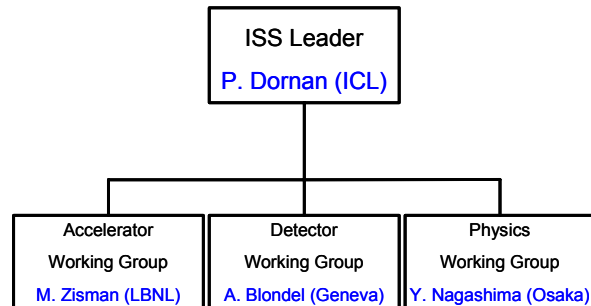 ISS Leader
P. Dornan (ICL)
Accelerator
Working Group
M. Zisman (LBNL)
Detector
Working Group
A. Blondel (Geneva)
Physics
Working Group
Y. Nagashima (Osaka)